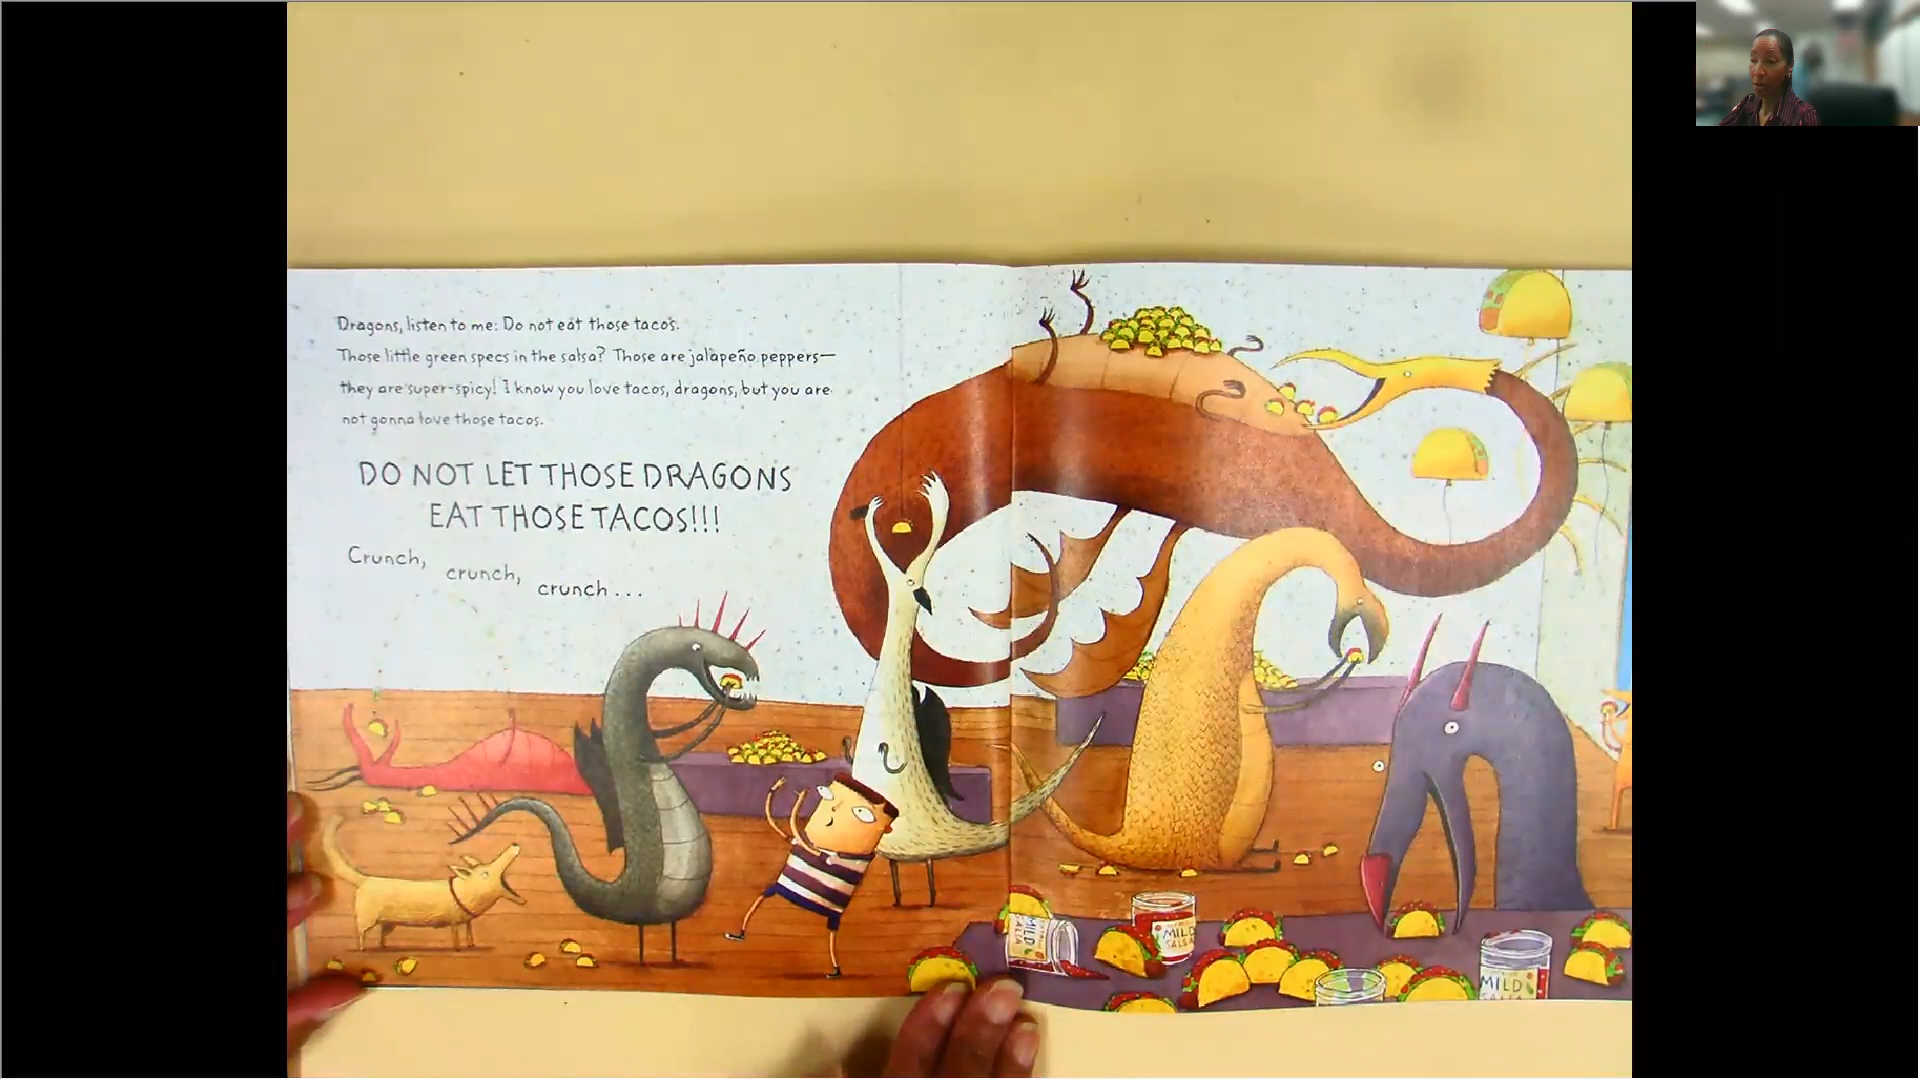 Dragons, listen to me: Do not eat those tacos.
Those little green specs in the salsa? Those are jalapeño peppers—
they are super-spicy! I know you love tacos, dragons, but you are
not gonna love those tacos.
DO NOT LET THOSE DRAGONS
EAT THOSE TACOS!!!
Crunch, crunch, crunch...
MILD
SALSA
MILD
SALSA
MILD
SALSA